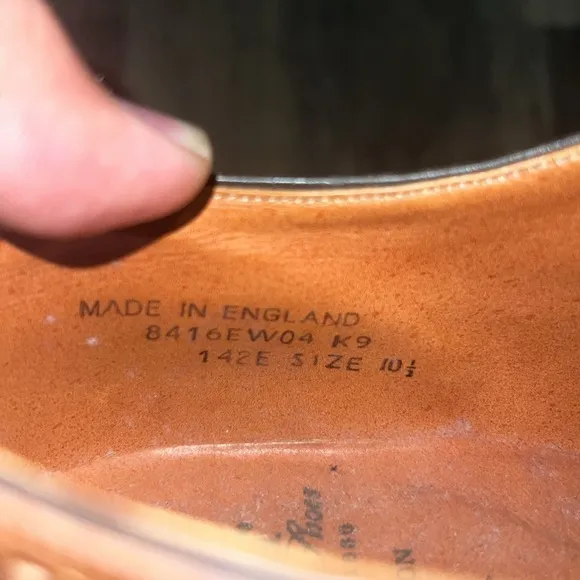 MADE IN ENGLAND
8416EW04 K9
142E SIZE 10½